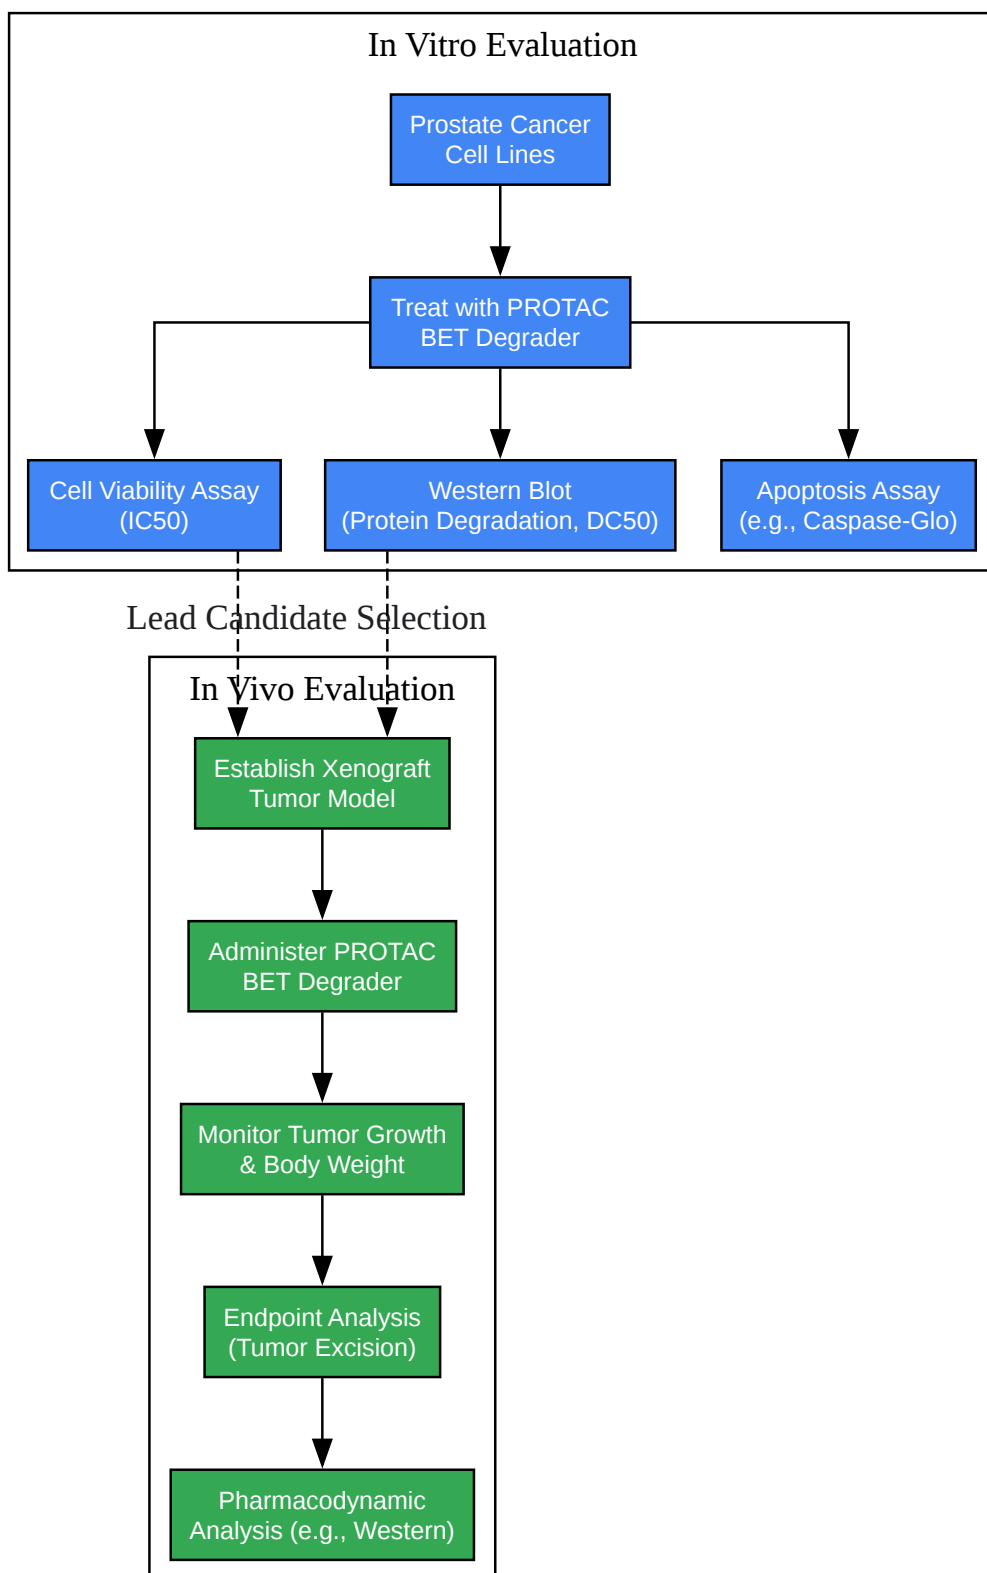 In Vitro Evaluation
Prostate Cancer
Cell Lines
Treat with PROTAC
BET Degrader
Cell Viability Assay
(IC50)
Western Blot
(Protein Degradation, DC50)
Apoptosis Assay
(e.g., Caspase-Glo)
Lead Candidate Selection
In Vivo Evaluation
Establish Xenograft
Tumor Model
Administer PROTAC
BET Degrader
Monitor Tumor Growth
& Body Weight
Endpoint Analysis
(Tumor Excision)
Pharmacodynamic
Analysis (e.g., Western)